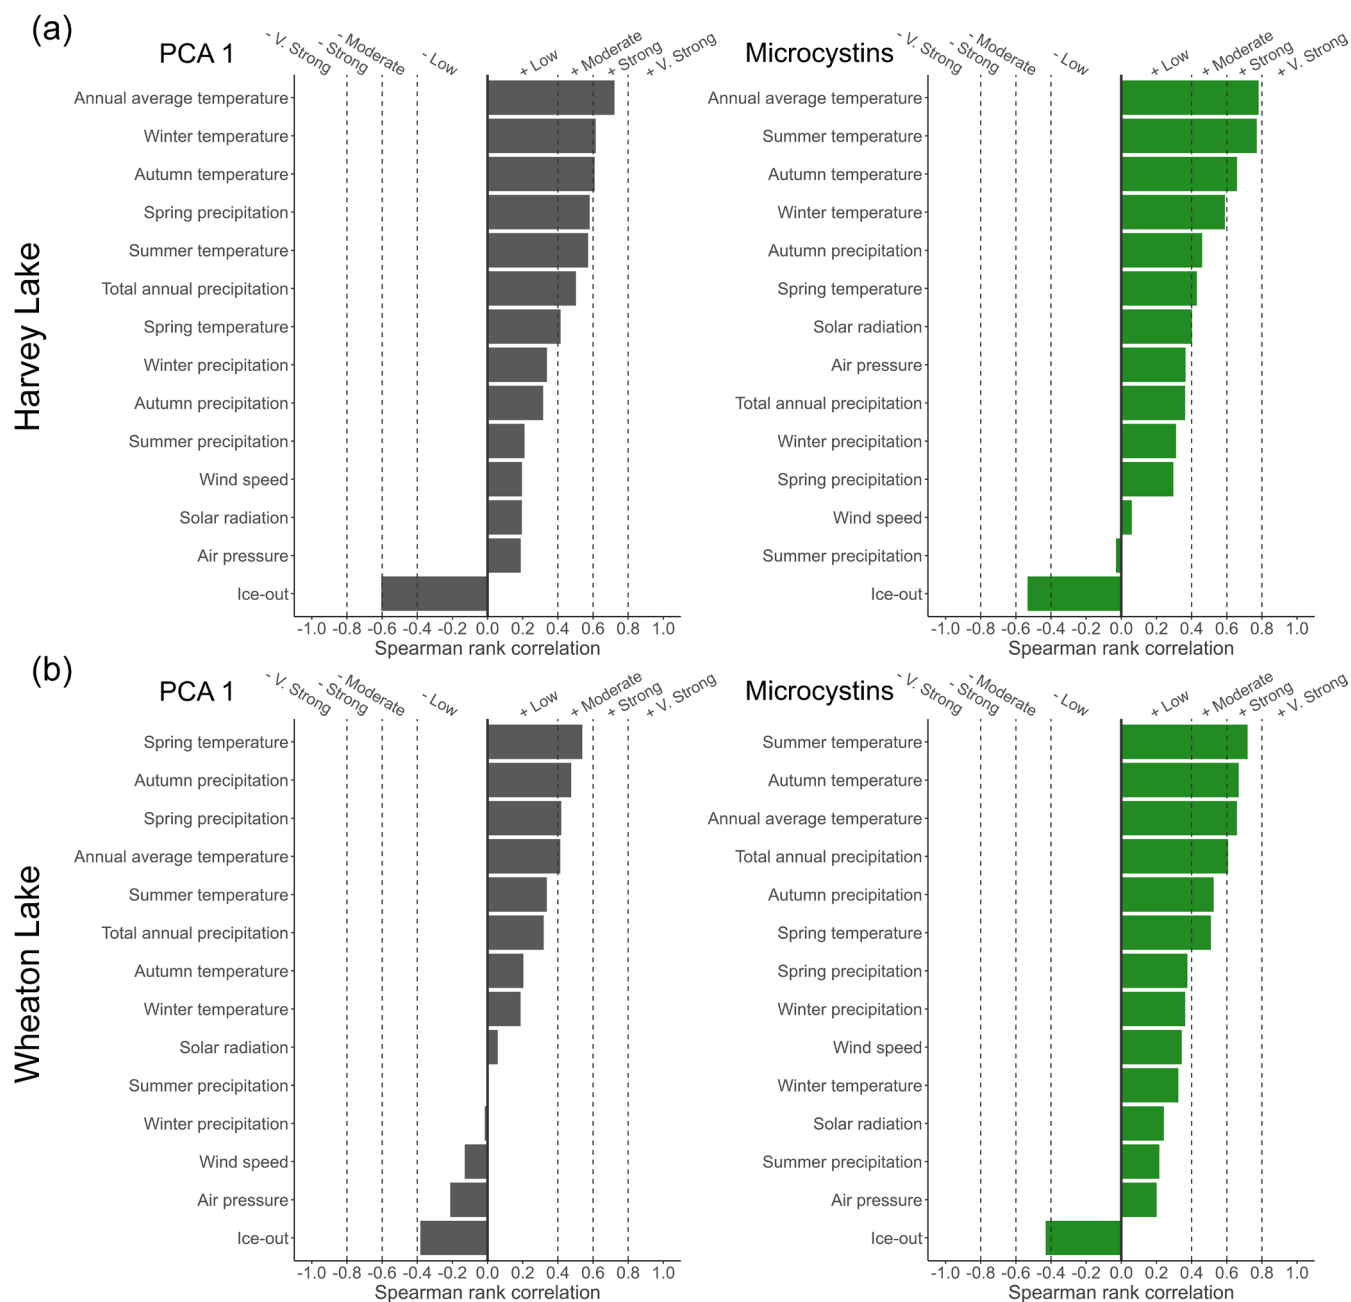 (a)
PCA 1
- V. Strong
- Strong
- Moderate
- Low
+ Low
+ Moderate
+ Strong
+ V. Strong
Harvey Lake
Annual average temperature
Winter temperature
Autumn temperature
Spring precipitation
Summer temperature
Total annual precipitation
Spring temperature
Winter precipitation
Autumn precipitation
Summer precipitation
Wind speed
Solar radiation
Air pressure
Ice-out
-1.0 -0.8 -0.6 -0.4 -0.2 0.0 0.2 0.4 0.6 0.8 1.0
Spearman rank correlation
Microcystins
- V. Strong
- Strong
- Moderate
- Low
+ Low
+ Moderate
+ Strong
+ V. Strong
Annual average temperature
Summer temperature
Autumn temperature
Winter temperature
Autumn precipitation
Spring temperature
Solar radiation
Air pressure
Total annual precipitation
Winter precipitation
Spring precipitation
Wind speed
Summer precipitation
Ice-out
-1.0 -0.8 -0.6 -0.4 -0.2 0.0 0.2 0.4 0.6 0.8 1.0
Spearman rank correlation
(b)
PCA 1
- V. Strong
- Strong
- Moderate
- Low
+ Low
+ Moderate
+ Strong
+ V. Strong
Wheaton Lake
Spring temperature
Autumn precipitation
Spring precipitation
Annual average temperature
Summer temperature
Total annual precipitation
Autumn temperature
Winter temperature
Solar radiation
Summer precipitation
Winter precipitation
Wind speed
Air pressure
Ice-out
-1.0 -0.8 -0.6 -0.4 -0.2 0.0 0.2 0.4 0.6 0.8 1.0
Spearman rank correlation
Microcystins
- V. Strong
- Strong
- Moderate
- Low
+ Low
+ Moderate
+ Strong
+ V. Strong
Summer temperature
Autumn temperature
Annual average temperature
Total annual precipitation
Autumn precipitation
Spring temperature
Spring precipitation
Winter precipitation
Wind speed
Winter temperature
Solar radiation
Summer precipitation
Air pressure
Ice-out
-1.0 -0.8 -0.6 -0.4 -0.2 0.0 0.2 0.4 0.6 0.8 1.0
Spearman rank correlation